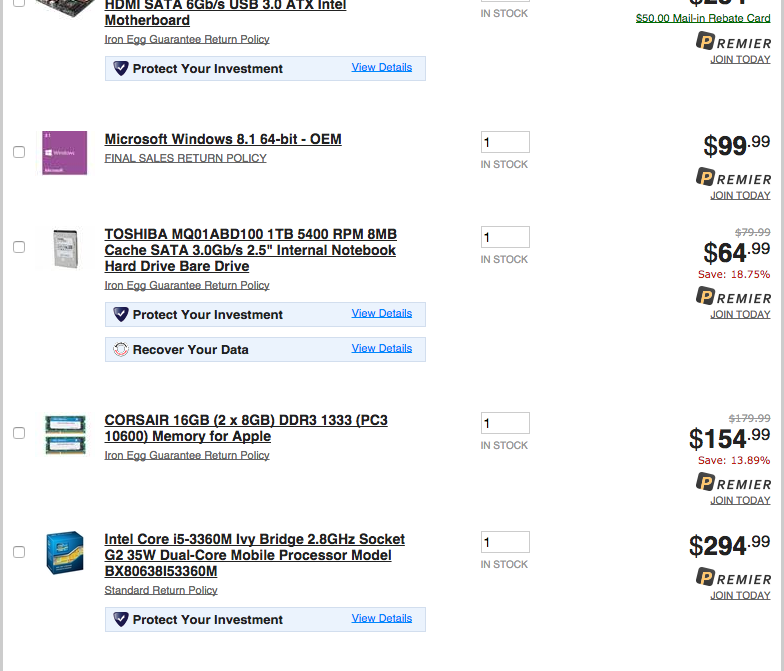 HDMI SATA 6Gb/s USB 3.0 ATX Intel
Motherboard
Iron Egg Guarantee Return Policy
Protect Your Investment View Details
IN STOCK
$50.00 Mail-in Rebate Card
PREMIER
JOIN TODAY
Microsoft Windows 8.1 64-bit - OEM
FINAL SALES RETURN POLICY
1
IN STOCK
$99.99
PREMIER
JOIN TODAY
8.1
Windows
Microsoft
TOSHIBA MQ01ABD100 1TB 5400 RPM 8MB
Cache SATA 3.0Gb/s 2.5" Internal Notebook
Hard Drive Bare Drive
Iron Egg Guarantee Return Policy
Protect Your Investment View Details
Recover Your Data View Details
1
IN STOCK
$79.99
$64.99
Save: 18.75%
PREMIER
JOIN TODAY
CORSAIR 16GB (2 x 8GB) DDR3 1333 (PC3
10600) Memory for Apple
Iron Egg Guarantee Return Policy
1
IN STOCK
$179.99
$154.99
Save: 13.89%
PREMIER
JOIN TODAY
Intel Core i5-3360M Ivy Bridge 2.8GHz Socket
G2 35W Dual-Core Mobile Processor Model
BX80638I53360M
Standard Return Policy
Protect Your Investment View Details
1
IN STOCK
$294.99
PREMIER
JOIN TODAY